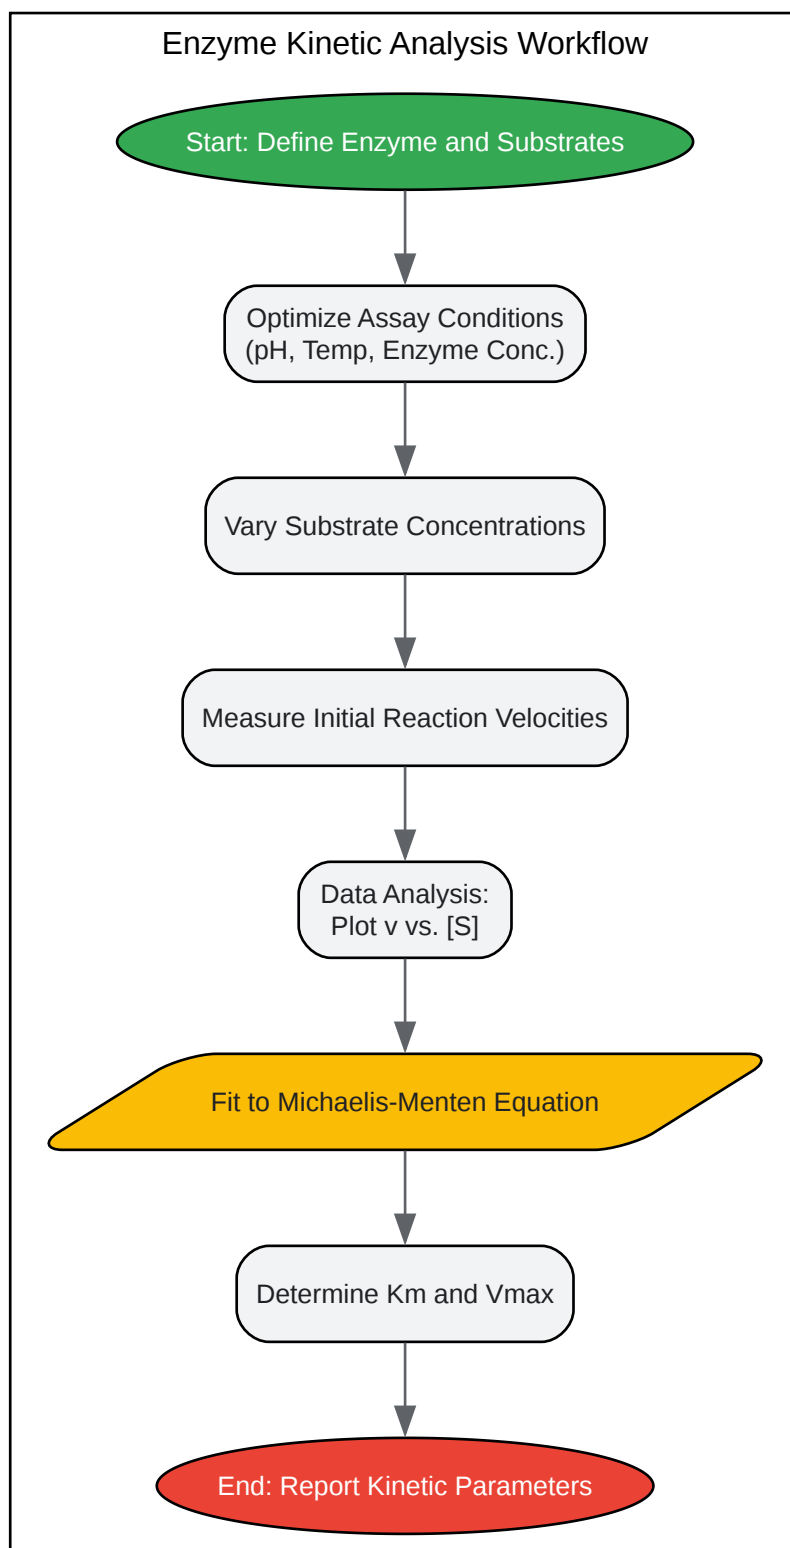 Enzyme Kinetic Analysis Workflow
Start: Define Enzyme and Substrates
Optimize Assay Conditions
(pH, Temp, Enzyme Conc.)
Vary Substrate Concentrations
Measure Initial Reaction Velocities
Data Analysis:
Plot v vs. [S]
Fit to Michaelis-Menten Equation
Determine Km and Vmax
End: Report Kinetic Parameters